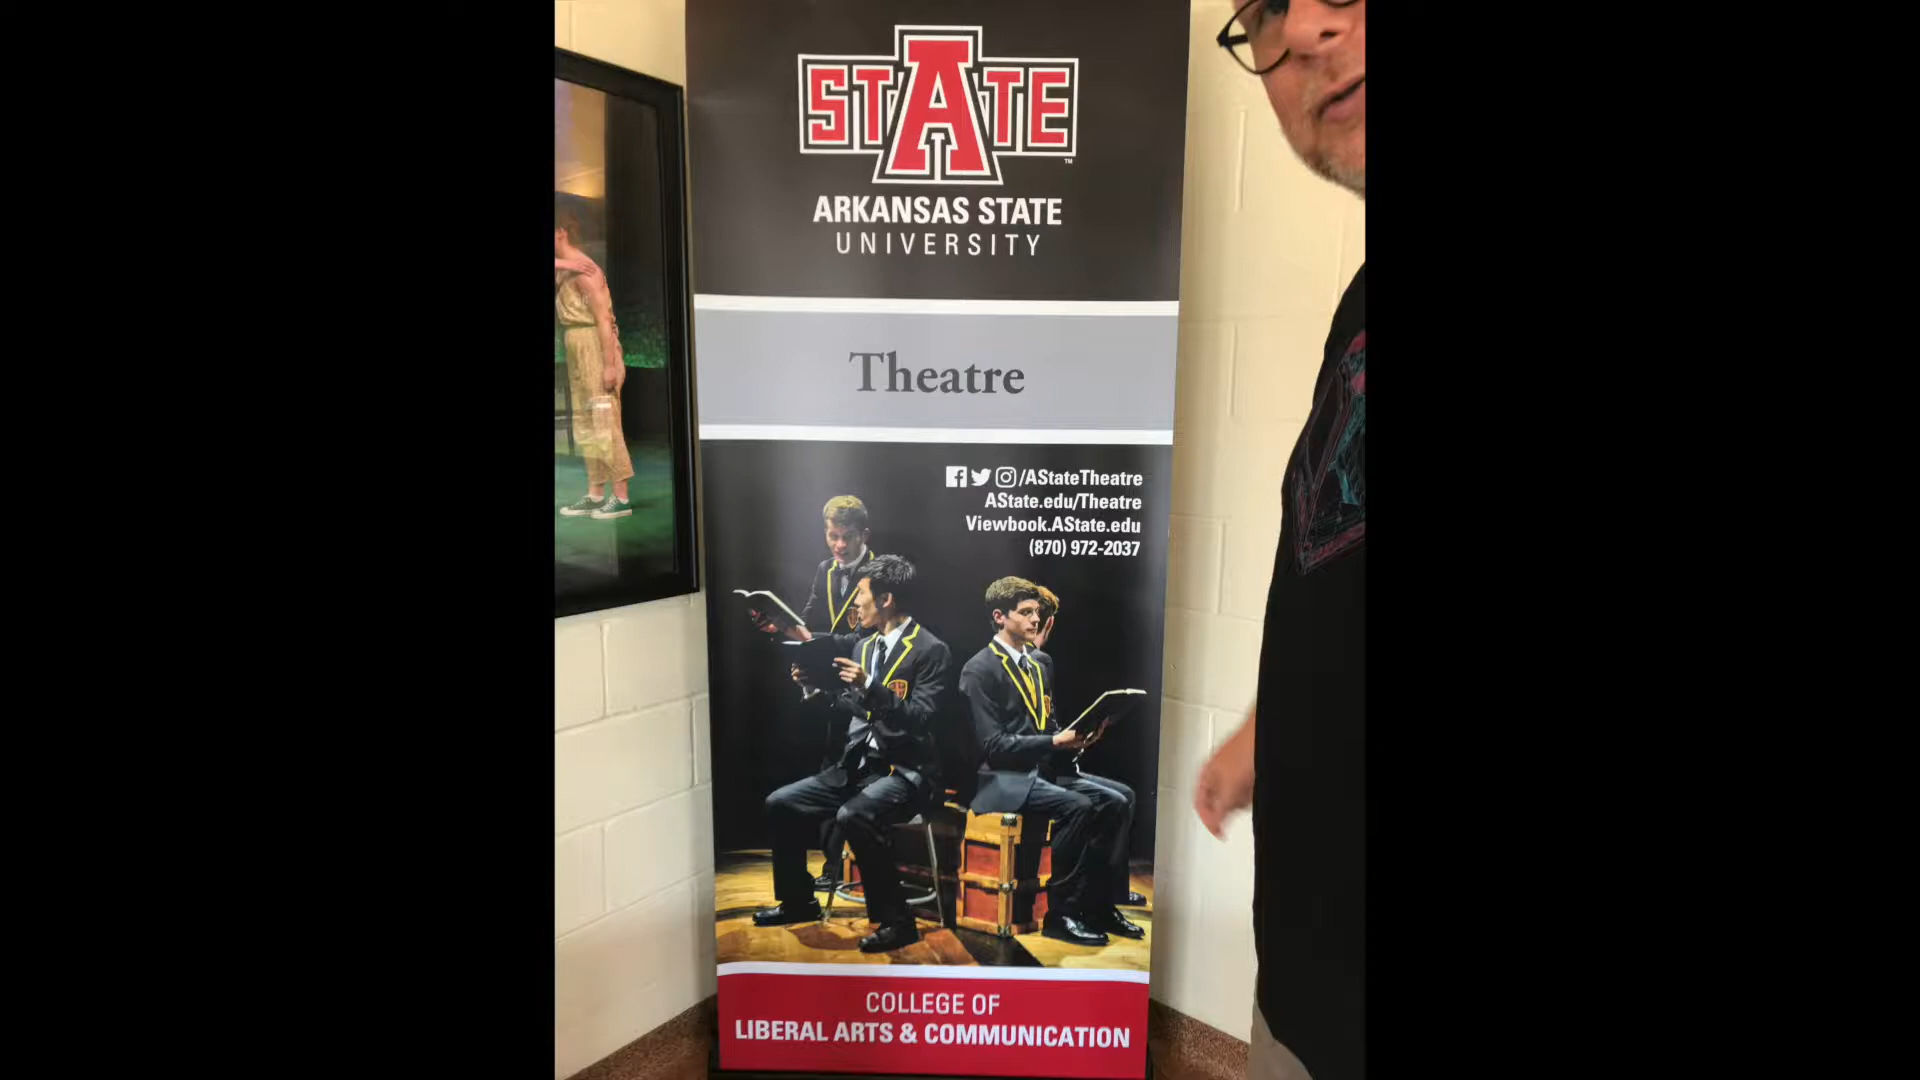 STATE
™
ARKANSAS STATE
UNIVERSITY
Theatre
/AStateTheatre
AState.edu/Theatre
Viewbook.AState.edu
(870) 972-2037
COLLEGE OF
LIBERAL ARTS & COMMUNICATION